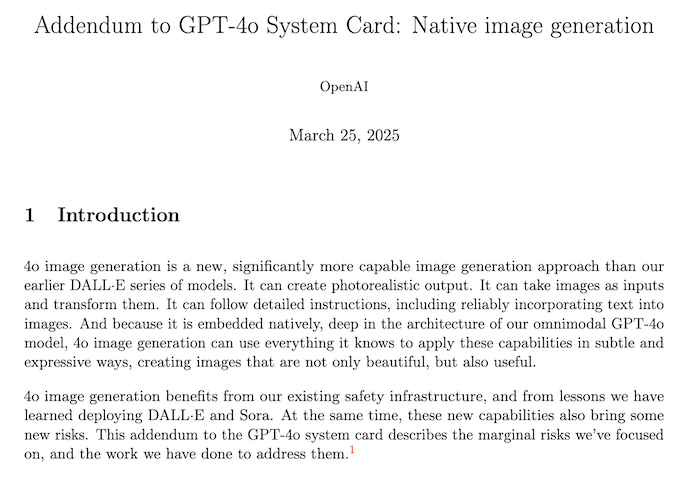 Addendum to GPT-4o System Card: Native image generation
OpenAI
March 25, 2025
1 Introduction
4o image generation is a new, significantly more capable image generation approach than our
earlier DALL·E series of models. It can create photorealistic output. It can take images as inputs
and transform them. It can follow detailed instructions, including reliably incorporating text into
images. And because it is embedded natively, deep in the architecture of our omnimodal GPT-4o
model, 4o image generation can use everything it knows to apply these capabilities in subtle and
expressive ways, creating images that are not only beautiful, but also useful.
4o image generation benefits from our existing safety infrastructure, and from lessons we have
learned deploying DALL·E and Sora. At the same time, these new capabilities also bring some
new risks. This addendum to the GPT-4o system card describes the marginal risks we've focused
on, and the work we have done to address them.1